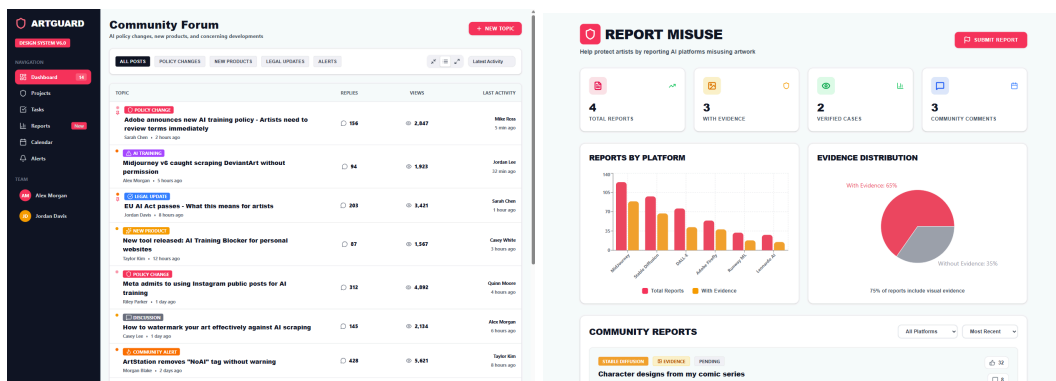 ARTGUARD
DESIGN SYSTEM V6.0
NAVIGATION
Dashboard 14
Projects
Tasks
Reports New
Calendar
Alerts
TEAM
AM Alex Morgan
JD Jordan Davis
Community Forum
AI policy changes, new products, and concerning developments
+ NEW TOPIC
ALL POSTS POLICY CHANGES NEW PRODUCTS LEGAL UPDATES ALERTS Latest Activity
TOPIC REPLIES VIEWS LAST ACTIVITY
POLICY CHANGE
Adobe announces new AI training policy - Artists need to
review terms immediately
Sarah Chen • 2 hours ago
156 2,847 Mike Ross
5 min ago
AI TRAINING
Midjourney v6 caught scraping DeviantArt without
permission
Alex Morgan • 5 hours ago
94 1,923 Jordan Lee
32 min ago
LEGAL UPDATE
EU AI Act passes - What this means for artists
Jordan Davis • 8 hours ago
203 3,421 Sarah Chen
1 hour ago
NEW PRODUCT
New tool released: AI Training Blocker for personal
websites
Taylor Kim • 12 hours ago
87 1,567 Casey White
3 hours ago
POLICY CHANGE
Meta admits to using Instagram public posts for AI
training
Riley Parker • 1 day ago
312 4,892 Quinn Moore
4 hours ago
DISCUSSION
How to watermark your art effectively against AI scraping
Casey Lee • 1 day ago
145 2,134 Alex Morgan
6 hours ago
COMMUNITY ALERT
ArtStation removes "NoAI" tag without warning
Morgan Blake • 2 days ago
428 5,621 Taylor Kim
8 hours ago
REPORT MISUSE
Help protect artists by reporting AI platforms misusing artwork
SUBMIT REPORT
4
TOTAL REPORTS
3
WITH EVIDENCE
2
VERIFIED CASES
3
COMMUNITY COMMENTS
REPORTS BY PLATFORM
140
105
70
35
0
Midjourney
Stable Diffusion
DALL-E
Adobe Firefly
Runway ML
Leonardo AI
Total Reports With Evidence
EVIDENCE DISTRIBUTION
With Evidence: 65%
Without Evidence: 35%
75% of reports include visual evidence
COMMUNITY REPORTS
All Platforms Most Recent
STABLE DIFFUSION EVIDENCE PENDING
Character designs from my comic series
32
8